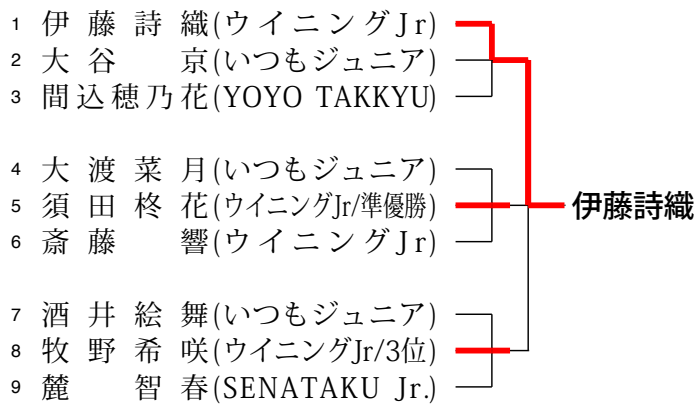 1 伊藤詩織(ウイニングJr)
2 大谷 京(いつもジュニア)
3 間込穂乃花(YOYO TAKKYU)
4 大渡菜月(いつもジュニア)
5 須田柊花(ウイニングJr/準優勝)
伊藤詩織
6 斎藤 響(ウイニングJr)
7 酒井絵舞(いつもジュニア)
8 牧野希咲(ウイニングJr/3位)
9 麓 智春(SENATAKU Jr.)